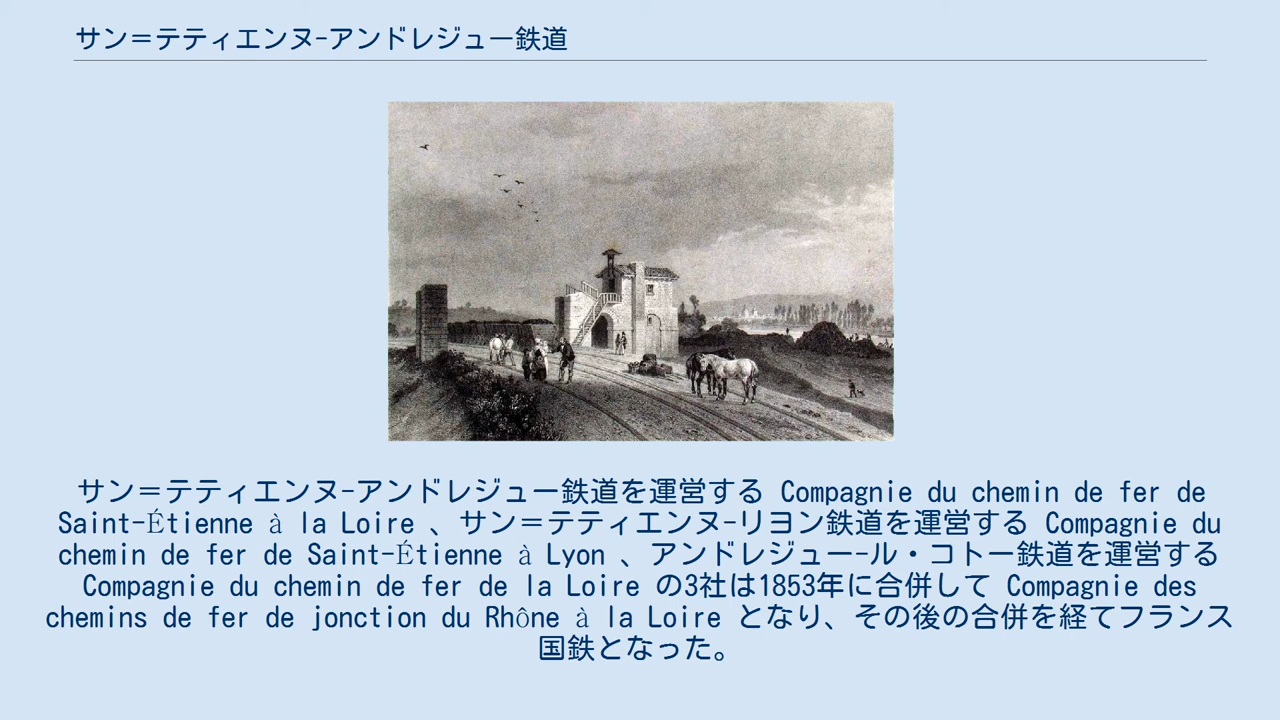 サン＝テティエンヌ-アンドレジュー鉄道
サン＝テティエンヌ-アンドレジュー鉄道を運営する Compagnie du chemin de fer de
Saint-Étienne à la Loire 、サン＝テティエンヌ-リヨン鉄道を運営する Compagnie du
chemin de fer de Saint-Étienne à Lyon 、アンドレジュー-ル・コトー鉄道を運営する
Compagnie du chemin de fer de la Loire の3社は1853年に合併して Compagnie des
chemins de fer de jonction du Rhône à la Loire となり、その後の合併を経てフランス
国鉄となった。